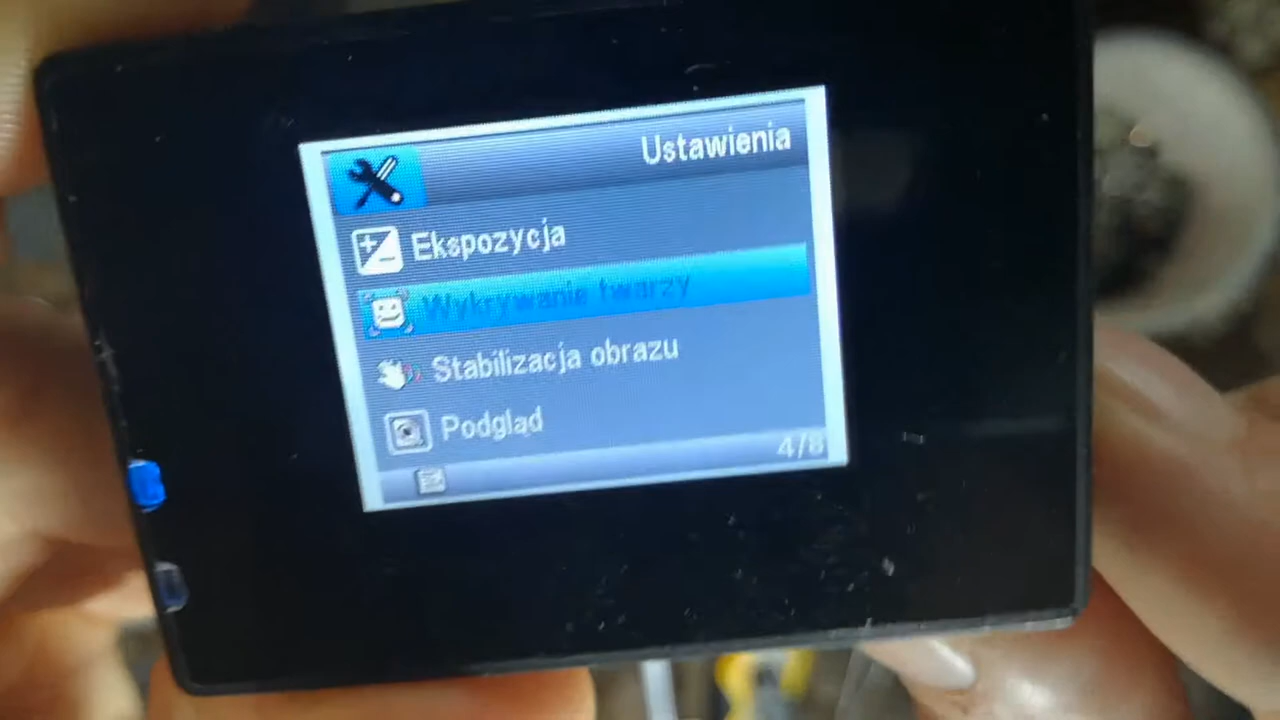 Ustawienia
Ekspozycja
Wykrywanie twarzy
Stabilizacja obrazu
Podgląd
4/8